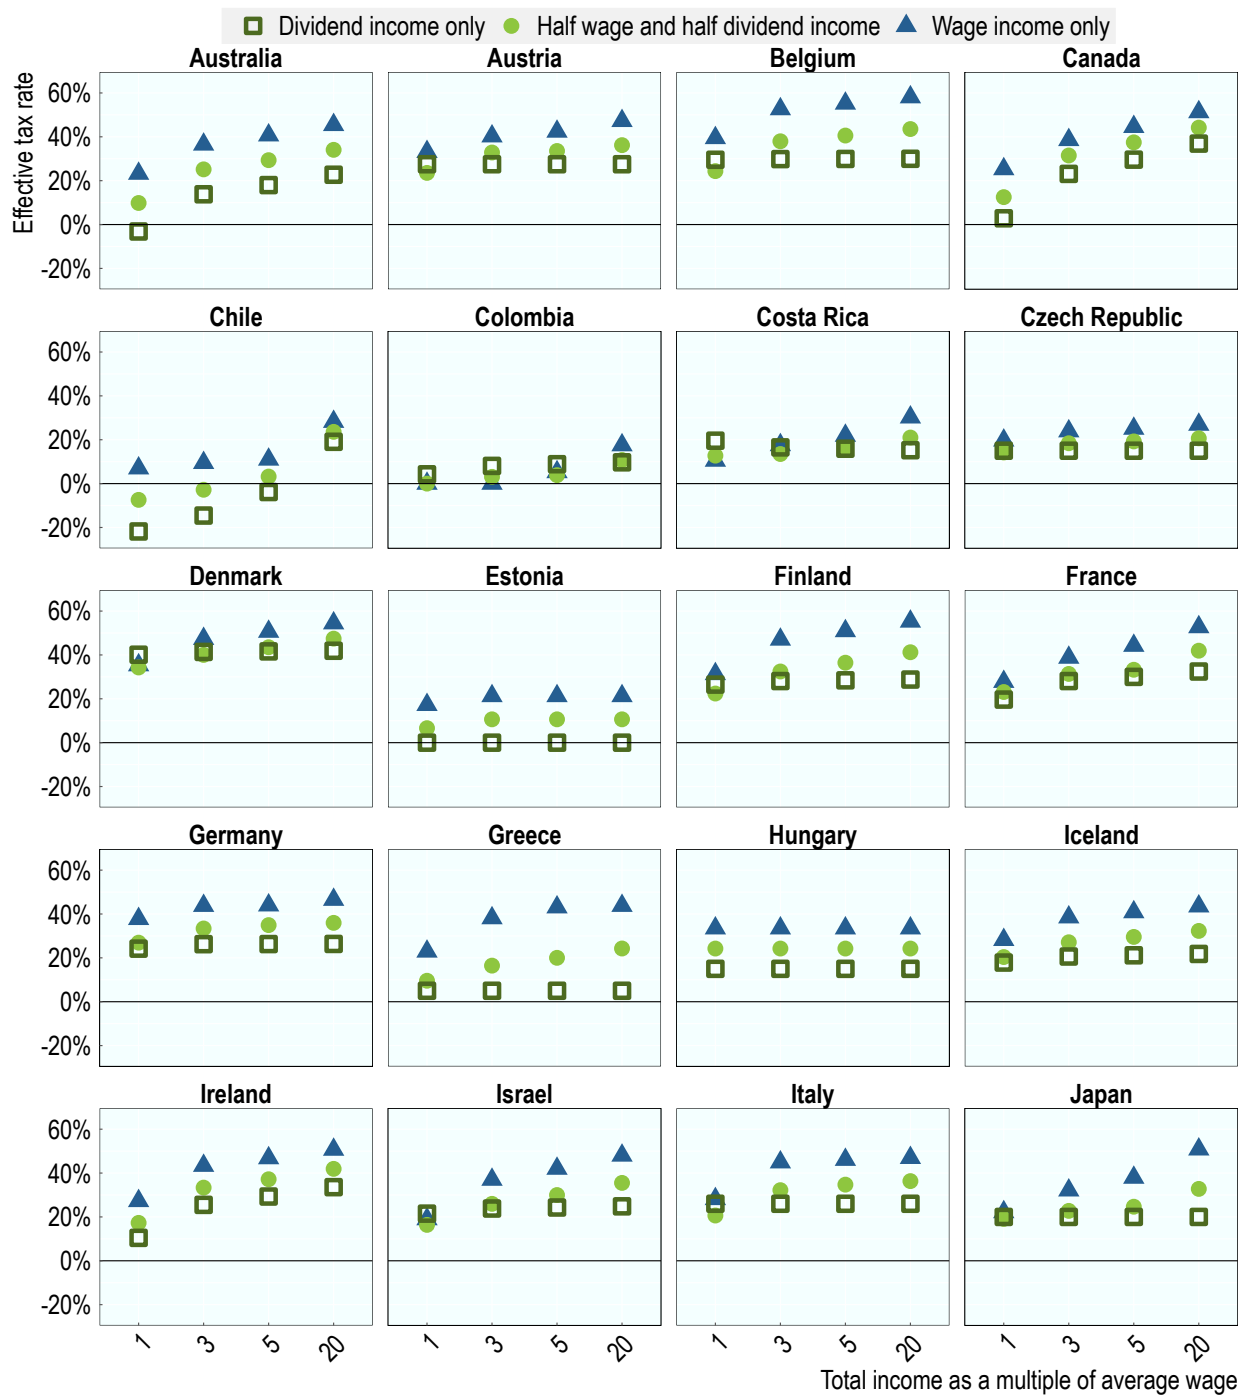 Dividend income only Half wage and half dividend income Wage income only
Australia Austria Belgium Canada
Effective tax rate
60%
40%
20%
0%
-20%
Chile Colombia Costa Rica Czech Republic
60%
40%
20%
0%
-20%
Denmark Estonia Finland France
60%
40%
20%
0%
-20%
Germany Greece Hungary Iceland
60%
40%
20%
0%
-20%
Ireland Israel Italy Japan
60%
40%
20%
0%
-20%
1 3 5 20 1 3 5 20 1 3 5 20 1 3 5 20
Total income as a multiple of average wage